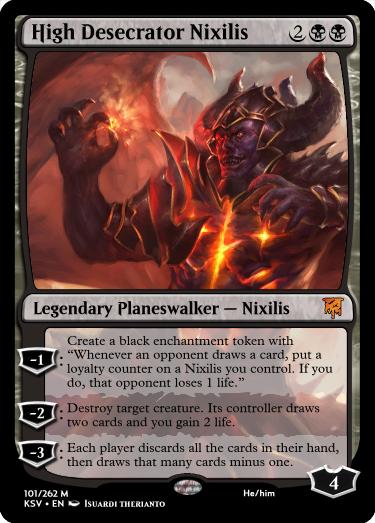 High Desecrator Nixilis 2
Legendary Planeswalker — Nixilis
Create a black enchantment token with
-1: “Whenever an opponent draws a card, put a
loyalty counter on a Nixilis you control. If you
do, that opponent loses 1 life.”
-2: Destroy target creature. Its controller draws
two cards and you gain 2 life.
-3: Each player discards all the cards in their hand,
then draws that many cards minus one.
4
101/262 M He/him
KSV • EN Isuardi therianto